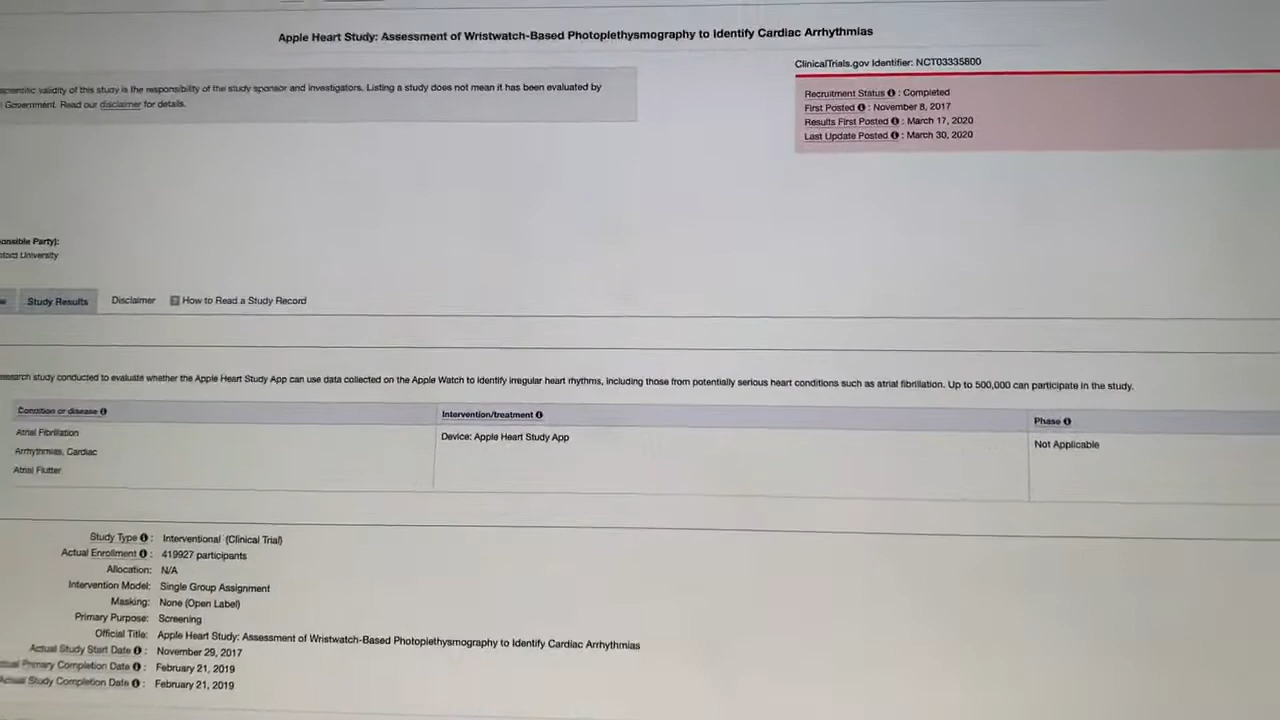 Apple Heart Study: Assessment of Wristwatch-Based Photoplethysmography to Identify Cardiac Arrhythmias
ClinicalTrials.gov Identifier: NCT03335800
scientific validity of this study is the responsibility of the study sponsor and investigators. Listing a study does not mean it has been evaluated by
Government. Read our disclaimer for details.
Recruitment Status : Completed
First Posted : November 8, 2017
Results First Posted : March 17, 2020
Last Update Posted : March 30, 2020
Party):
University
Study Results
Disclaimer
How to Read a Study Record
study conducted to evaluate whether the Apple Heart Study App can use data collected on the Apple Watch to identify irregular heart rhythms, including those from potentially serious heart conditions such as atrial fibrillation. Up to 500,000 can participate in the study.
Condition or disease
Intervention/treatment
Phase
Atrial Fibrillation
Arrhythmias, Cardiac
Atrial Flutter
Device: Apple Heart Study App
Not Applicable
Study Type : Interventional (Clinical Trial)
Actual Enrollment : 419927 participants
Allocation: N/A
Intervention Model: Single Group Assignment
Masking: None (Open Label)
Primary Purpose: Screening
Official Title: Apple Heart Study: Assessment of Wristwatch-Based Photoplethysmography to Identify Cardiac Arrhythmias
Actual Study Start Date : November 29, 2017
Primary Completion Date : February 21, 2019
Actual Study Completion Date : February 21, 2019